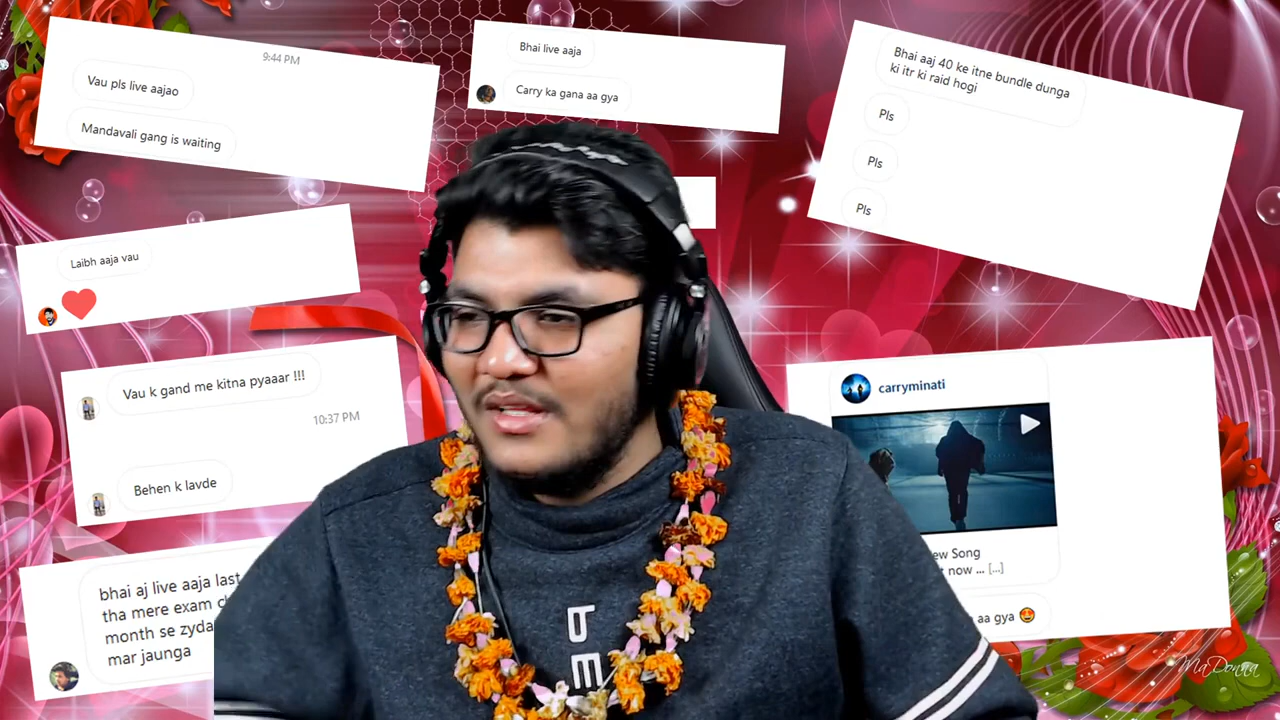 9:44 PM
Vau pls live aajao
Mandavali gang is waiting
Bhai live aaja
Carry ka gana aa gya
Bhai aaj 40 ke itne bundle dunga
ki itr ki raid hogi
Pls
Pls
Pls
Laibh aaja vau
Vau k gand me kitna pyaaar !!!
10:37 PM
Behen k lavde
carryminati
Song
now ... [...]
aa gya
bhai aj live aaja last
tha mere exam
month se
mar jaunga
MaDonna